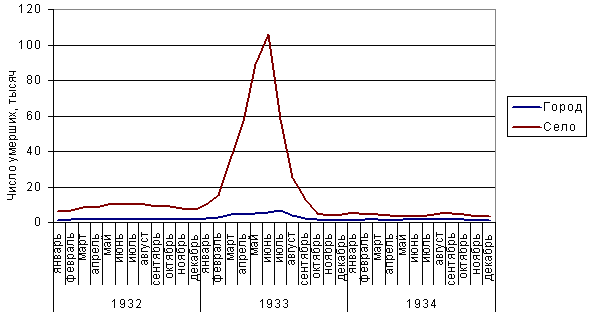 120
100
80
60
40
20
0
Число умерших, тысяч
Город
Село
январь
февраль
март
апрель
май
июнь
июль
август
сентябрь
октябрь
ноябрь
декабрь
январь
февраль
март
апрель
май
июнь
июль
август
сентябрь
октябрь
ноябрь
декабрь
январь
февраль
март
апрель
май
июнь
июль
август
сентябрь
октябрь
ноябрь
декабрь
1932
1933
1934